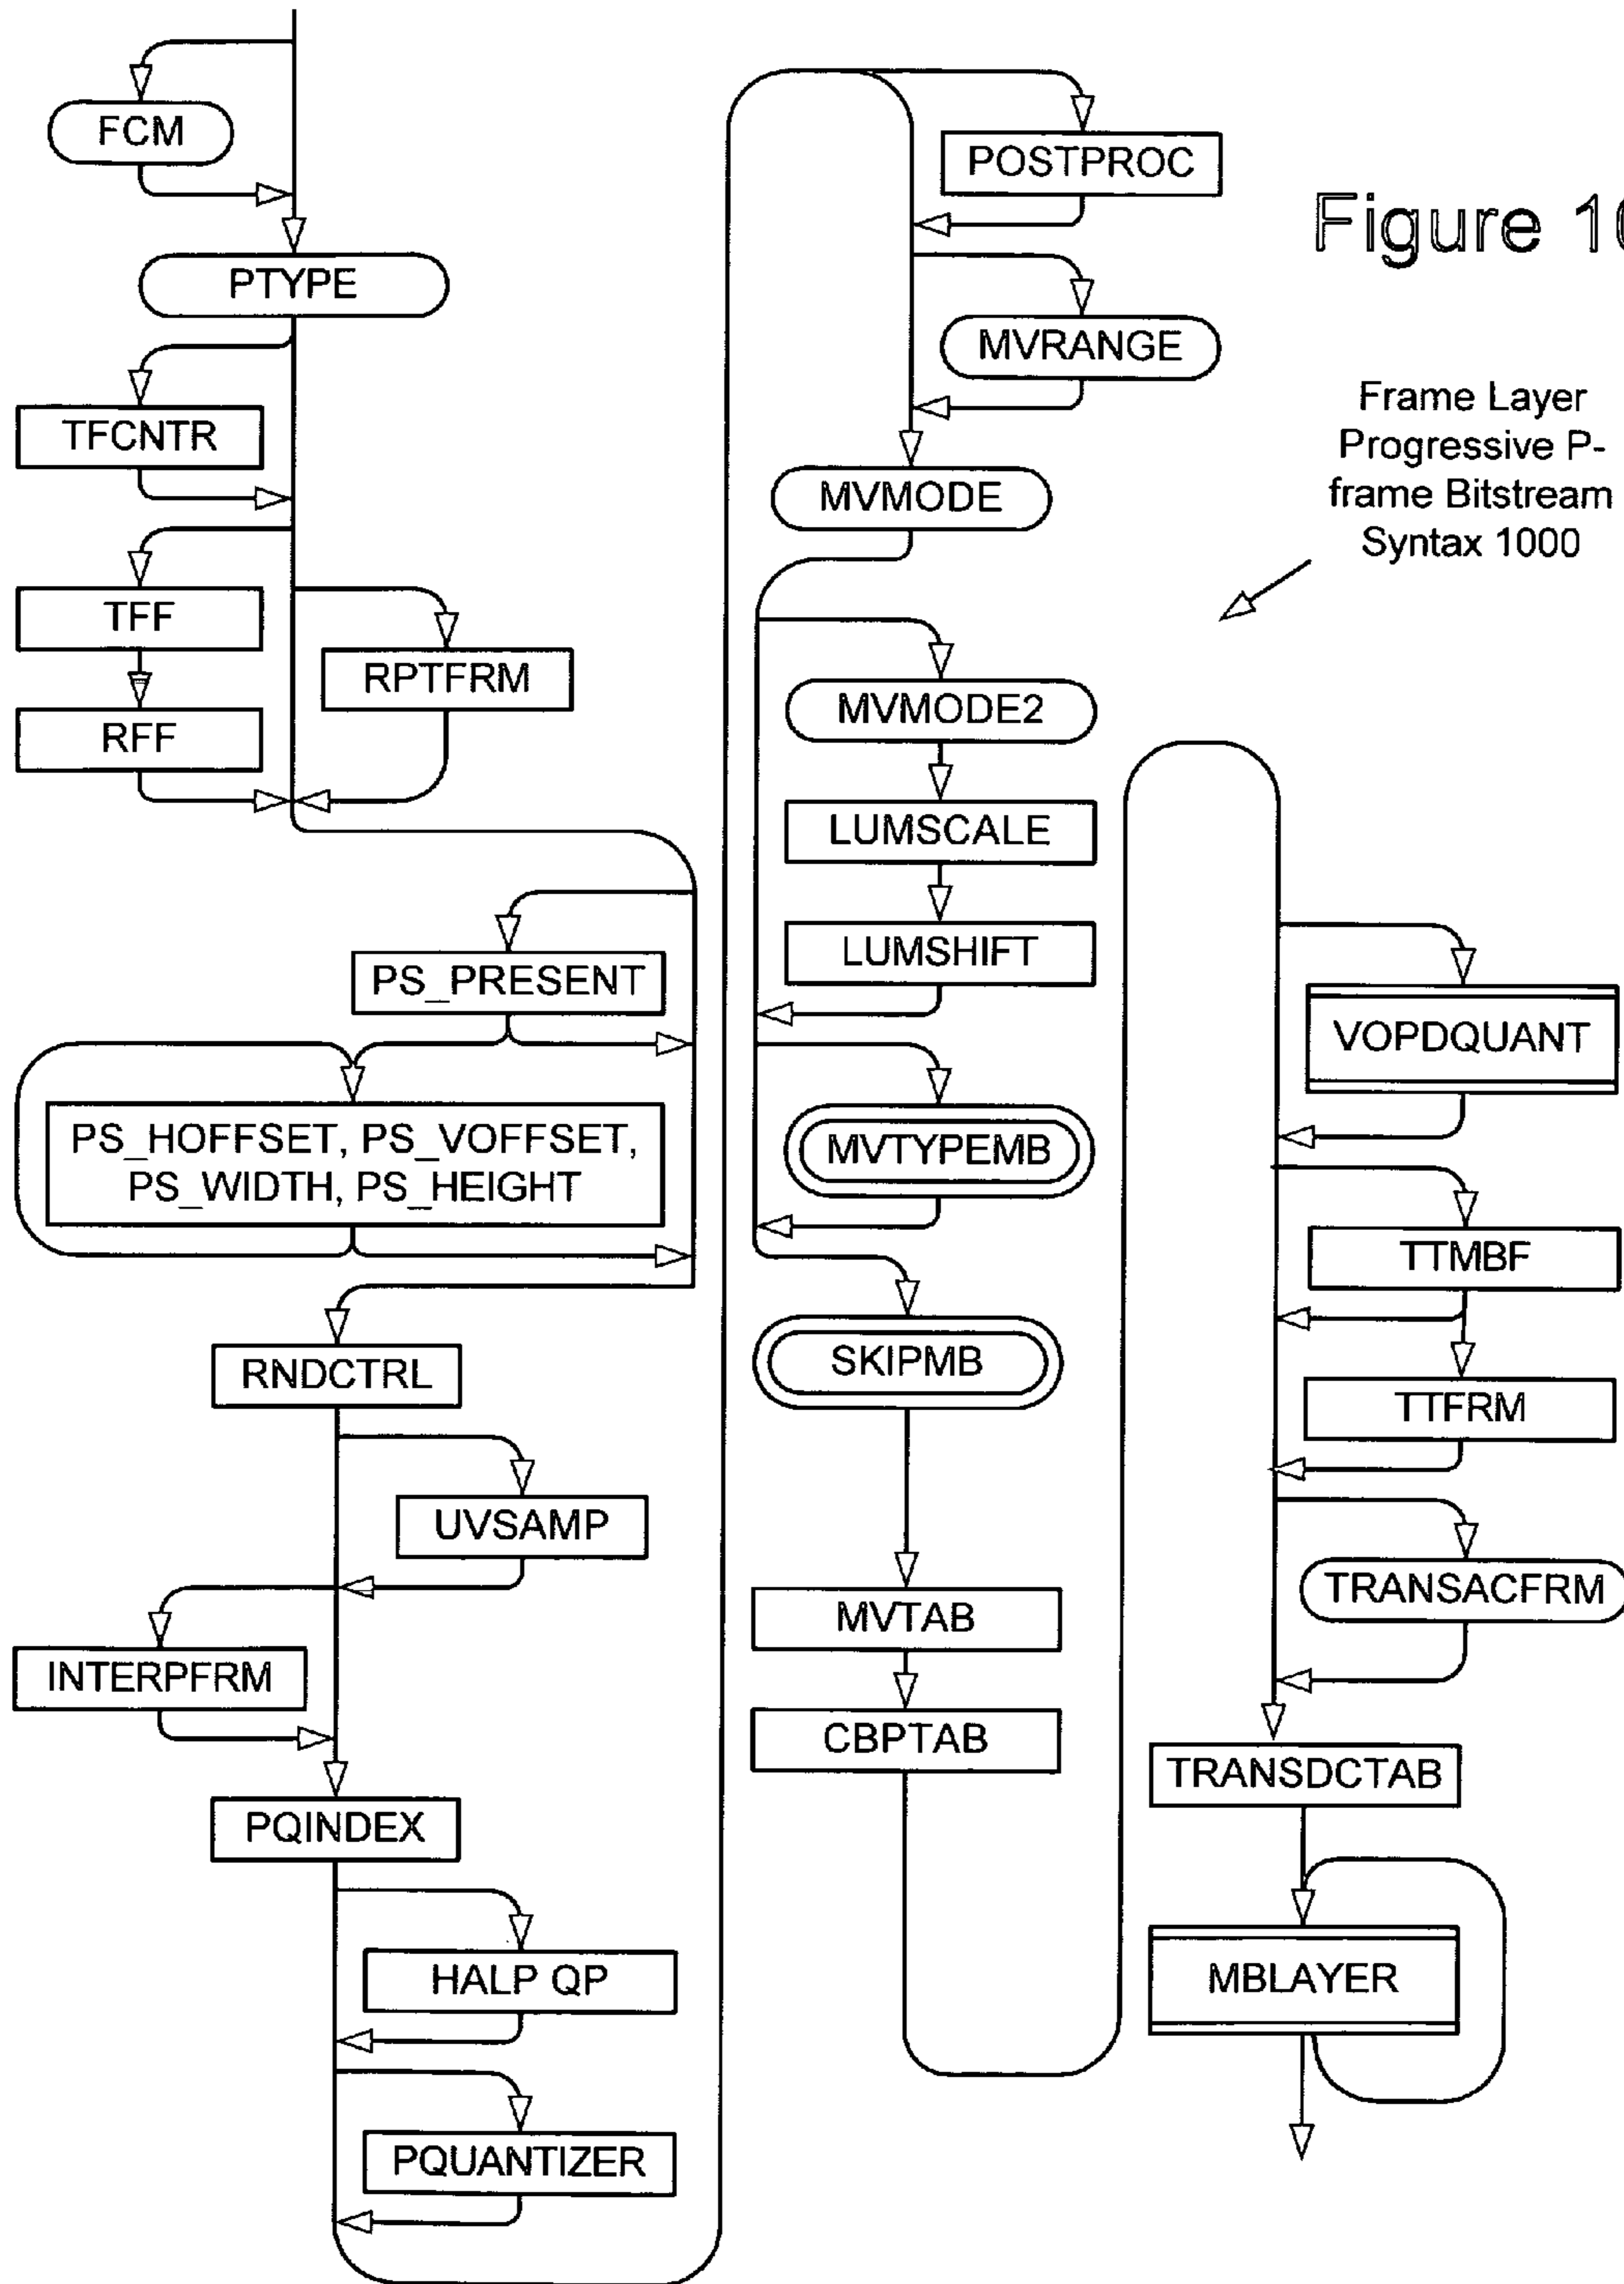 FCM
PTYPE
TFCNTR
TFF
RFF
RPTFRM
PS_PRESENT
PS_HOFFSET, PS_VOFFSET,
PS_WIDTH, PS_HEIGHT
RNDCTRL
UVSAMP
INTERPFRM
PQINDEX
HALP QP
PQUANTIZER
POSTPROC
MVRANGE
MVMODE
MVMODE2
LUMSCALE
LUMSHIFT
MVTYPEMB
SKIPMB
MVTAB
CBPTAB
Figure 10
Frame Layer
Progressive P-
frame Bitstream
Syntax 1000
VOPDQUANT
TTMBF
TTFRM
TRANSACFRM
TRANSDCTAB
MBLAYER